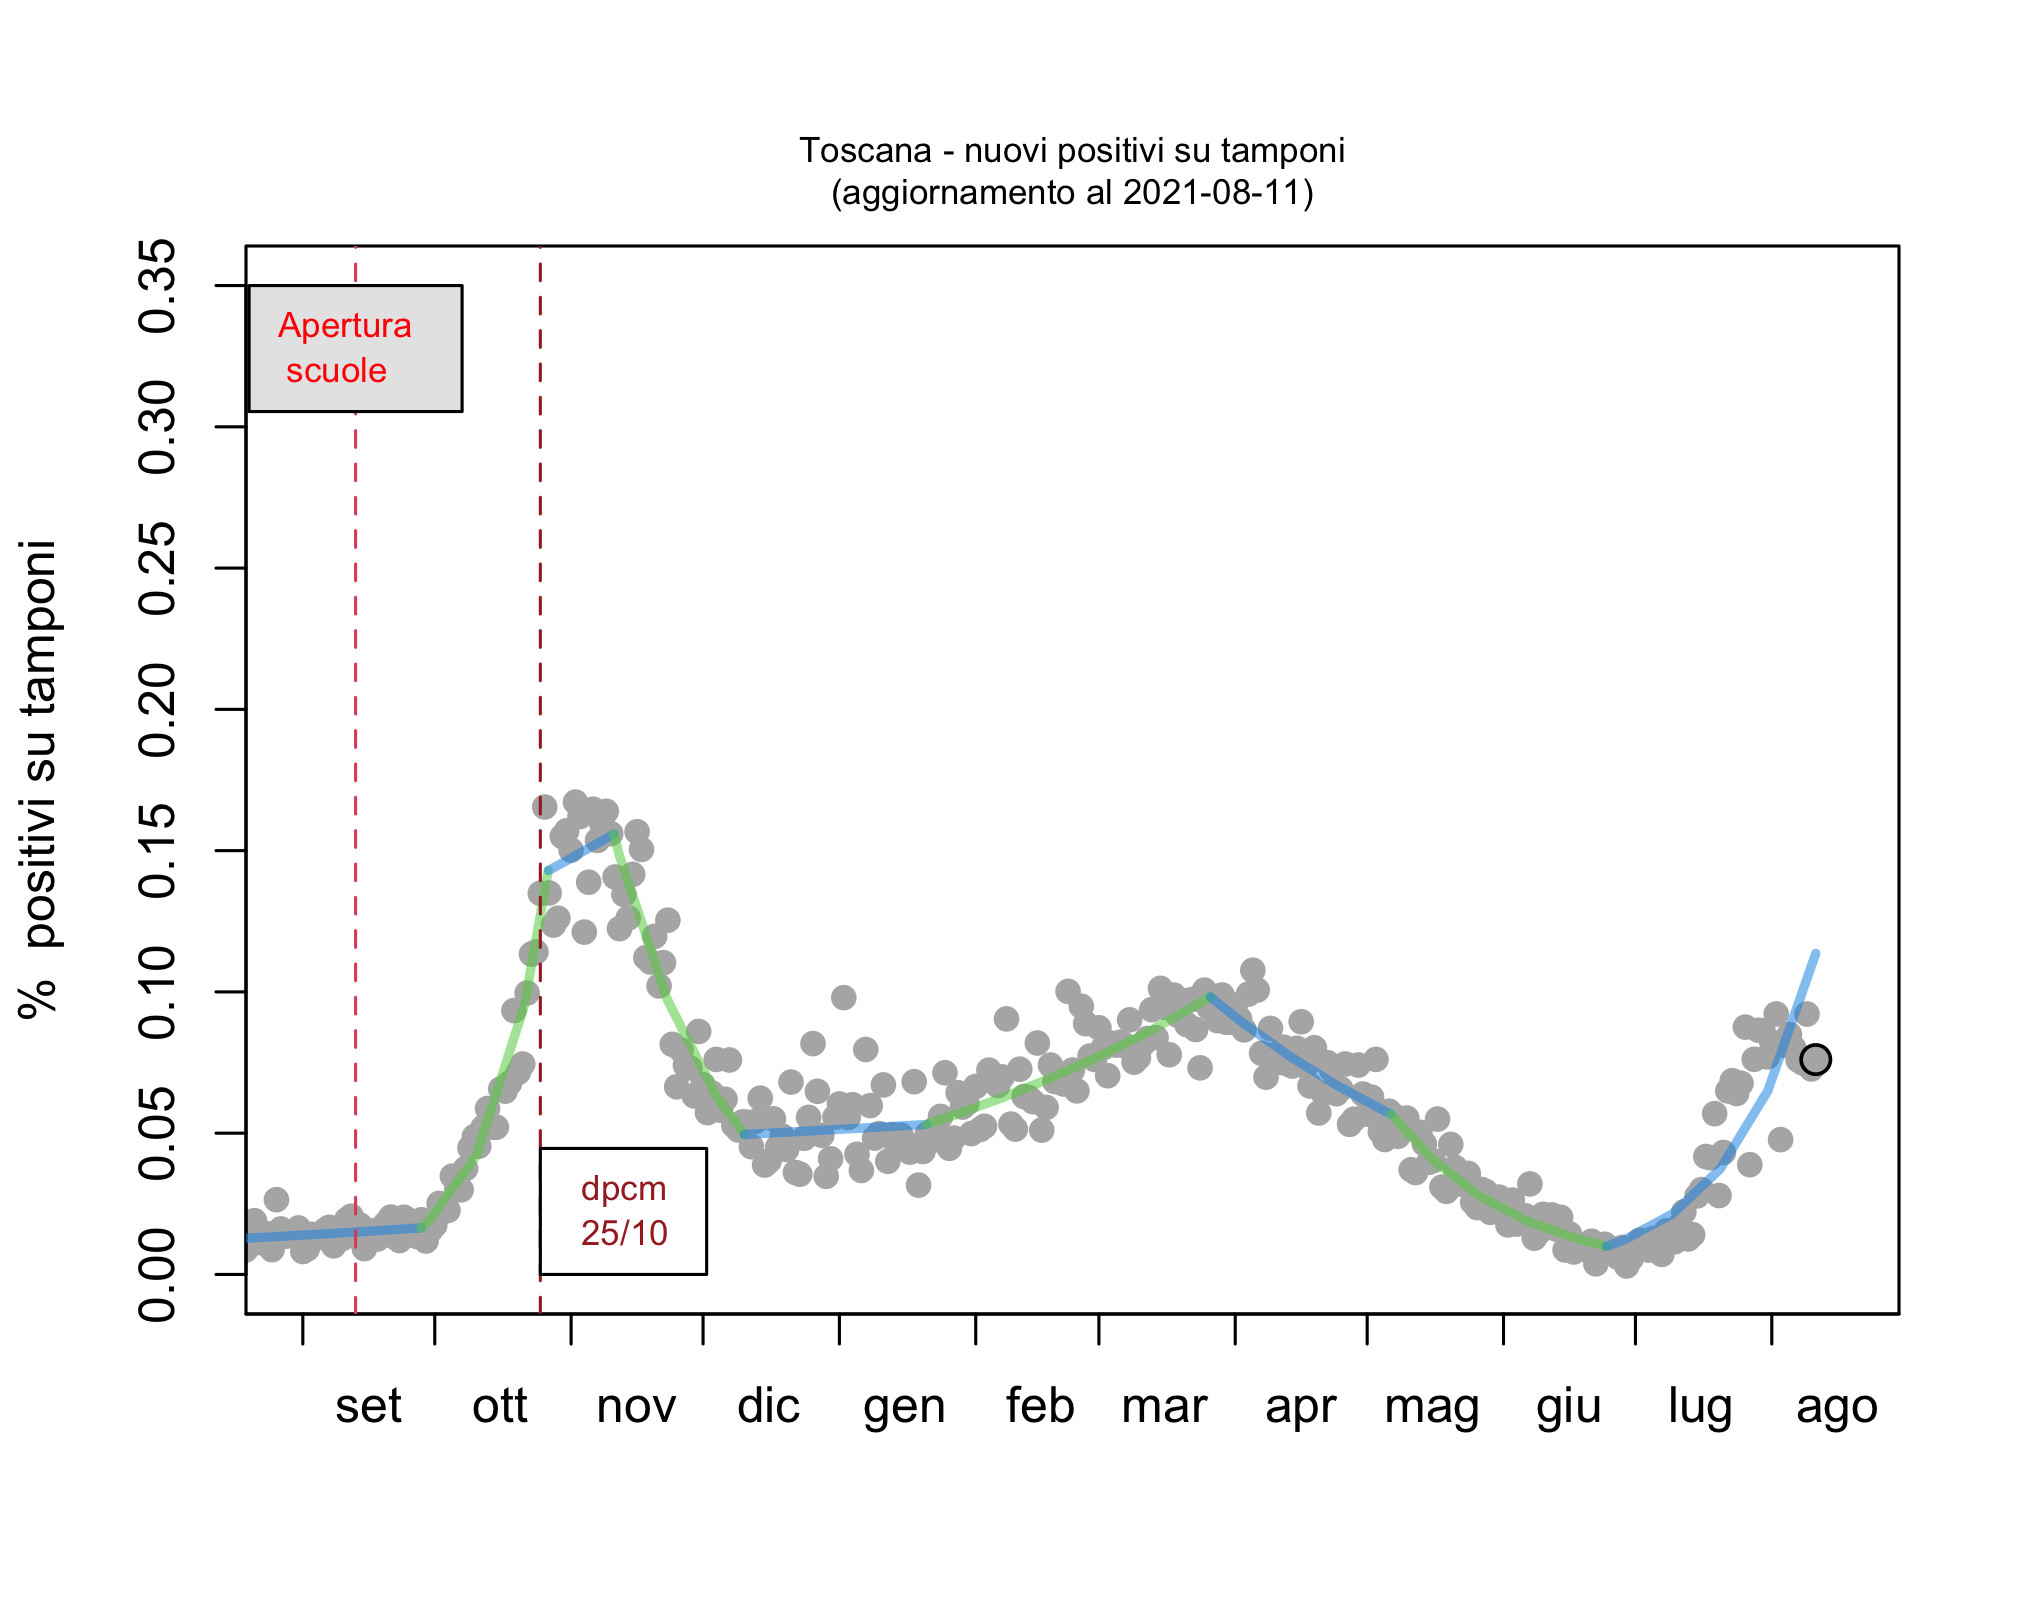 Toscana - nuovi positivi su tamponi
(aggiornamento al 2021-08-11)
% positivi su tamponi
0.35
0.30
0.25
0.20
0.15
0.10
0.05
0.00
Apertura
scuole
dpcm
25/10
set ott nov dic gen feb mar apr mag giu lug ago